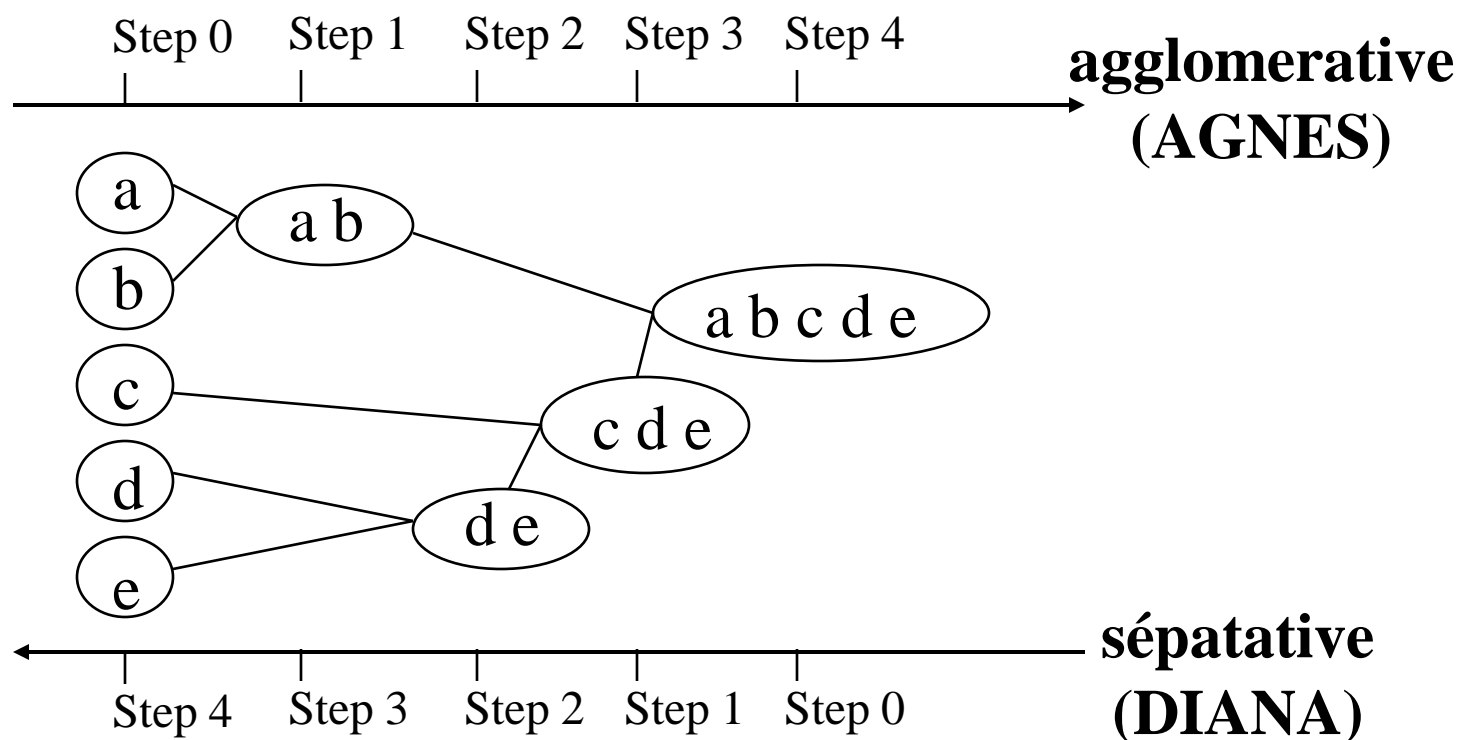 Step 0 Step 1 Step 2 Step 3 Step 4
agglomerative
(AGNES)
a
a b
b
a b c d e
c
c d e
d
d e
e
sépatative
(DIANA)
Step 4 Step 3 Step 2 Step 1 Step 0